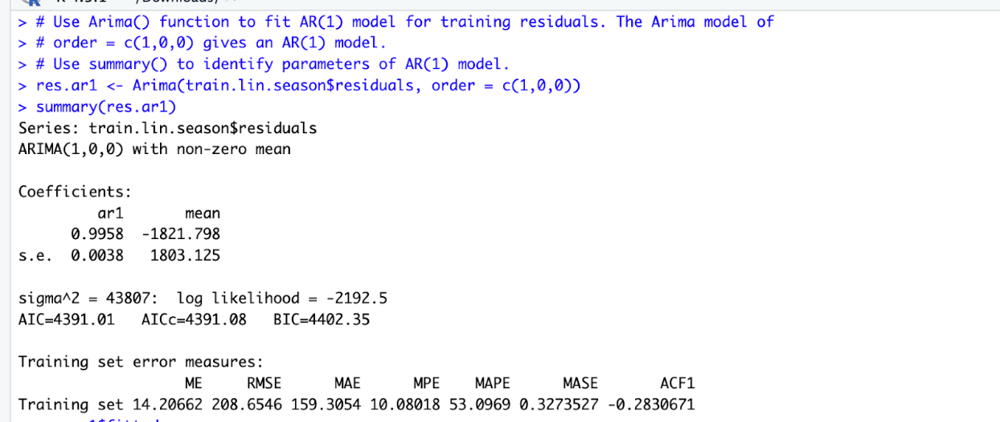 > # Use Arima() function to fit AR(1) model for training residuals. The Arima model of
> # order = c(1,0,0) gives an AR(1) model.
> # Use summary() to identify parameters of AR(1) model.
> res.ar1 <- Arima(train.lin.season$residuals, order = c(1,0,0))
> summary(res.ar1)
Series: train.lin.season$residuals
ARIMA(1,0,0) with non-zero mean
Coefficients:
ar1 mean
0.9958 -1821.798
s.e. 0.0038 1803.125
sigma^2 = 43807: log likelihood = -2192.5
AIC=4391.01 AICc=4391.08 BIC=4402.35
Training set error measures:
ME RMSE MAE MPE MAPE MASE ACF1
Training set 14.20662 208.6546 159.3054 10.08018 53.0969 0.3273527 -0.2830671